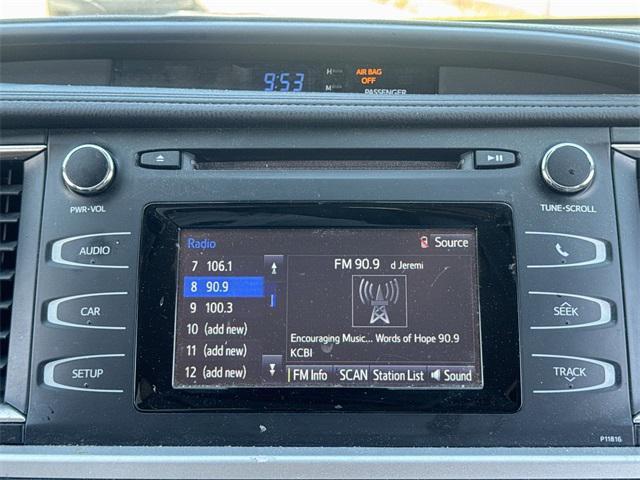 9:53
H
M
AIR BAG
OFF
PASSENGER
PWR•VOL
TUNE•SCROLL
AUDIO
CAR
SETUP
SEEK
TRACK
Radio
Source
7 106.1
8 90.9
9 100.3
10 (add new)
11 (add new)
12 (add new)
FM 90.9 d Jeremi
Encouraging Music... Words of Hope 90.9
KCBI
FM Info SCAN Station List Sound
P11816